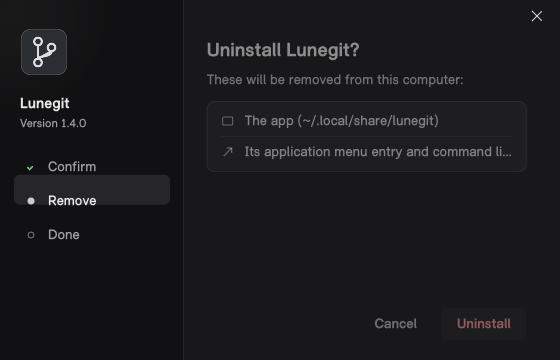 Lunegit
Version 1.4.0
Confirm
Remove
Done
Uninstall Lunegit?
These will be removed from this computer:
The app (~/.local/share/lunegit)
Its application menu entry and command li...
Cancel
Uninstall